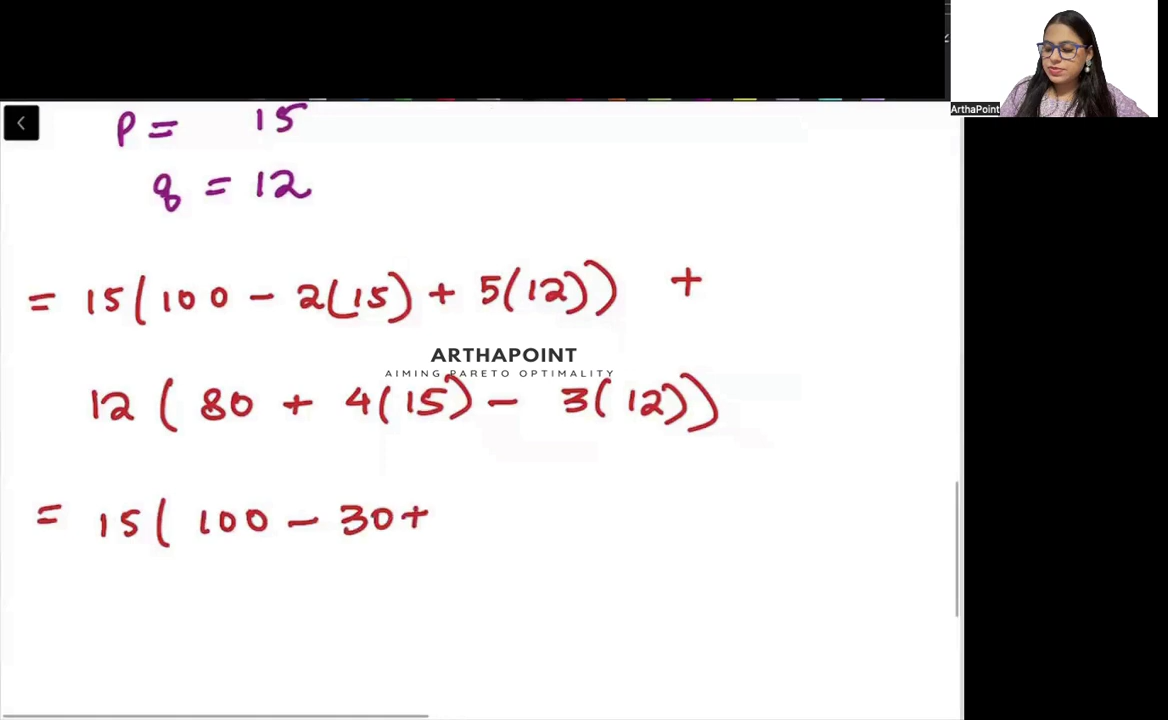 ArthaPoint
p = 15
q = 12
= 15(100 - 2(15) + 5(12)) +
ARTHAPOINT
AIMING PARETO OPTIMALITY
12 ( 80 + 4(15) - 3(12))
= 15( 100 - 30+